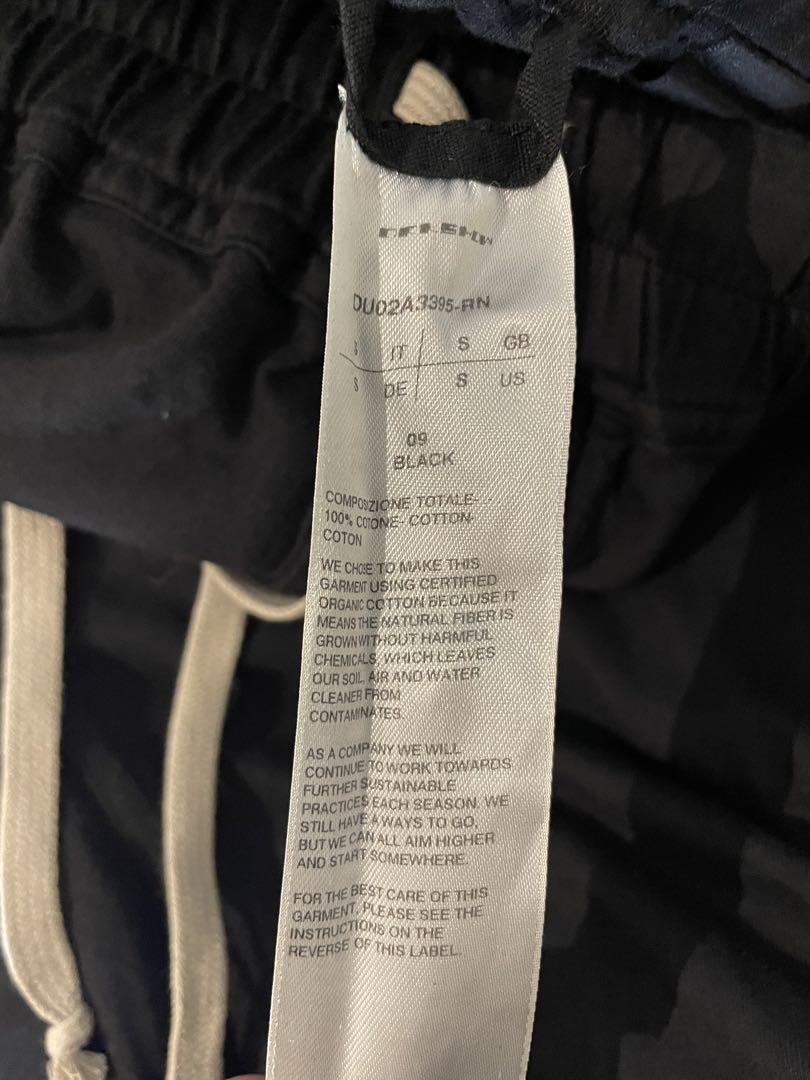 DRKSHDW
DU02A3395-RN
S IT S GB
S DE S US
09
BLACK
COMPOSIZIONE TOTALE-
100% COTONE- COTTON-
COTON
WE CHOSE TO MAKE THIS
GARMENT USING CERTIFIED
ORGANIC COTTON BECAUSE IT
MEANS THE NATURAL FIBER IS
GROWN WITHOUT HARMFUL
CHEMICALS, WHICH LEAVES
OUR SOIL, AIR AND WATER
CLEANER FROM
CONTAMINATES.
AS A COMPANY WE WILL
CONTINUE TO WORK TOWARDS
FURTHER SUSTAINABLE
PRACTICES EACH SEASON. WE
STILL HAVE A WAYS TO GO,
BUT WE CAN ALL AIM HIGHER
AND START SOMEWHERE.
FOR THE BEST CARE OF THIS
GARMENT, PLEASE SEE THE
INSTRUCTIONS ON THE
REVERSE OF THIS LABEL.